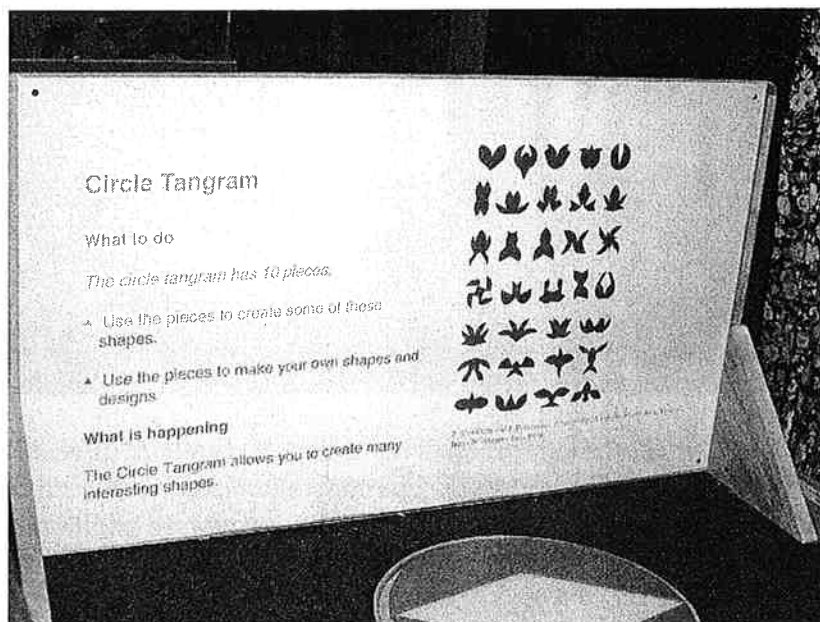 Circle Tangram
What to do
The circle tangram has 10 pieces.
▲ Use the pieces to create some of these
shapes.
▲ Use the pieces to make your own shapes and
designs.
What is happening
The Circle Tangram allows you to create many
interesting shapes.